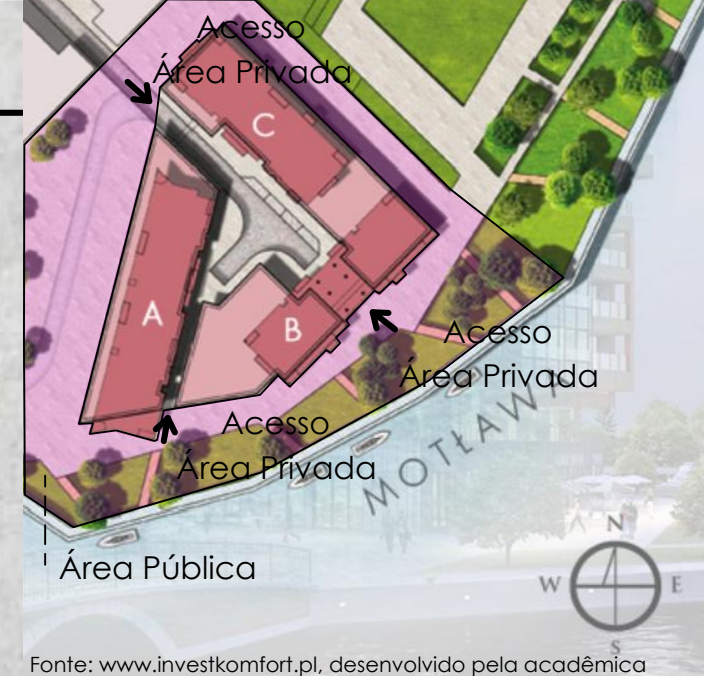 Acesso
Área Privada
C
A
B
Acesso
Área Privada
Acesso
Área Privada
MOTŁAWA
Área Pública
N
W E
S
Fonte: www.investkomfort.pl, desenvolvido pela acadêmica